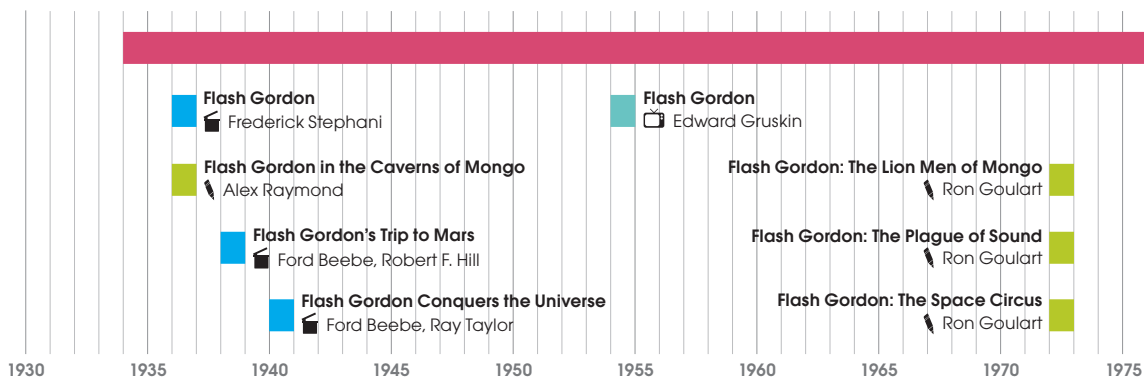 Flash Gordon
Frederick Stephani
Flash Gordon
Edward Gruskin
Flash Gordon in the Caverns of Mongo
Alex Raymond
Flash Gordon: The Lion Men of Mongo
Ron Goulart
Flash Gordon's Trip to Mars
Ford Beebe, Robert F. Hill
Flash Gordon: The Plague of Sound
Ron Goulart
Flash Gordon Conquers the Universe
Ford Beebe, Ray Taylor
Flash Gordon: The Space Circus
Ron Goulart
1930 1935 1940 1945 1950 1955 1960 1965 1970 1975